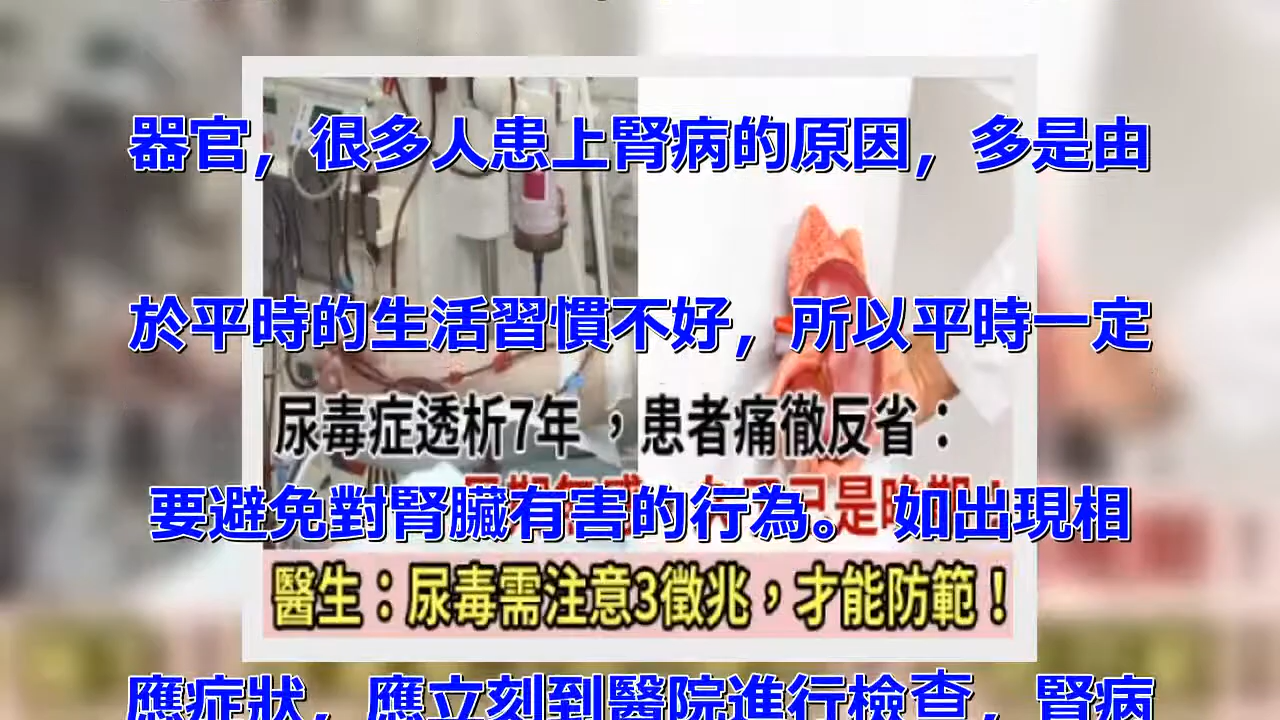 器官，很多人患上腎病的原因，多是由
於平時的生活習慣不好，所以平時一定
尿毒症透析7年，患者痛徹反省：
要避免對腎臟有害的行為。如出現相
已是晚期！
醫生：尿毒需注意3徵兆，才能防範！
應症狀，應立刻到醫院進行檢查，腎病